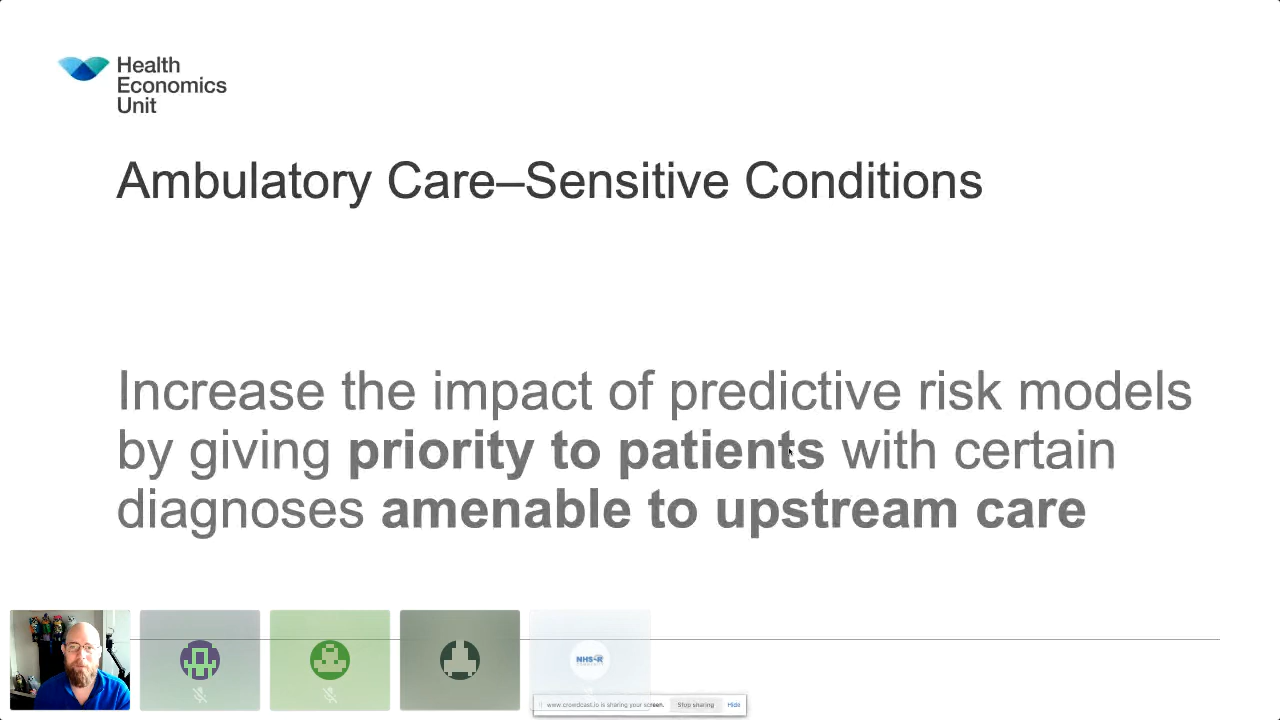 Health
Economics
Unit
Ambulatory Care–Sensitive Conditions
Increase the impact of predictive risk models
by giving priority to patients with certain
diagnoses amenable to upstream care
NHS-R
www.crowdcast.io is sharing your screen. Stop sharing Hide